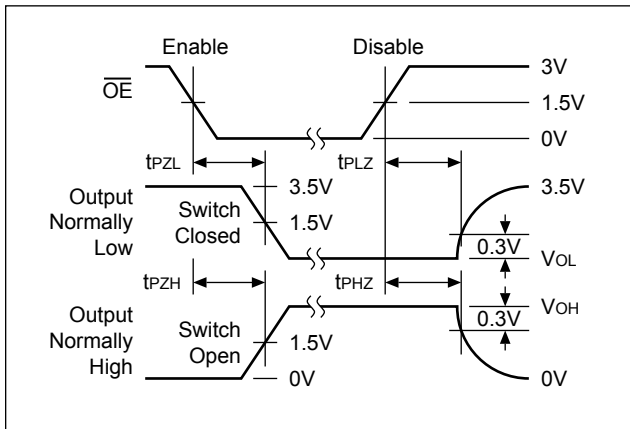 Enable Disable
OE 3V
1.5V
0V
tPZL tPLZ
3.5V 3.5V
Output
Normally
Low
Switch
Closed
1.5V
0.3V
VOL
tPZH tPHZ
VOH
0.3V
Output
Normally
High
Switch
Open
1.5V
0V 0V